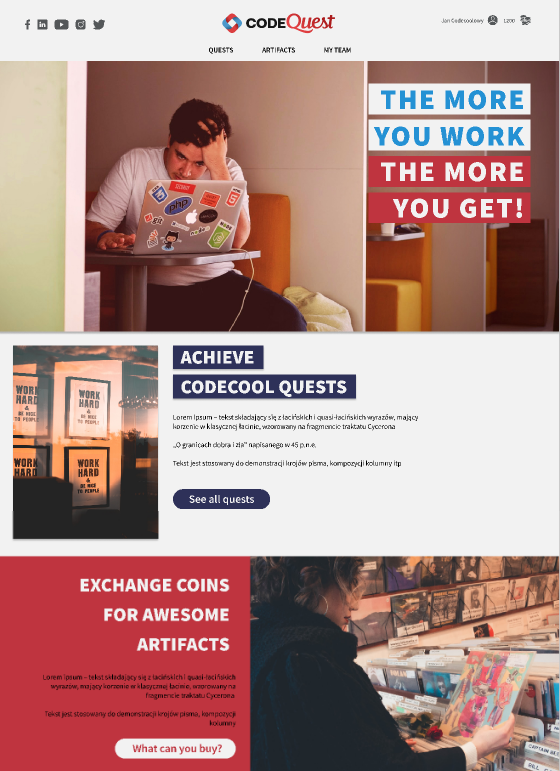 CODEQuest
Jan Codecoolowy
1200
QUESTS ARTIFACTS MY TEAM
THE MORE
YOU WORK
THE MORE
YOU GET!
php
git
WORK
HARD
&
BE NICE
TO PEOPLE
WORK
HARD
WORK
HARD
&
BE NICE
TO PEOPLE
ACHIEVE
CODECOOL QUESTS
Lorem Ipsum – tekst składający się z łacińskich i quasi-łacińskich wyrazów, mający
korzenie w klasycznej łacinie, wzorowany na fragmencie traktatu Cycerona
„O granicach dobra i zła” napisanego w 45 p.n.e.
Tekst jest stosowany do demonstracji krojów pisma, kompozycji kolumny itp
See all quests
EXCHANGE COINS
FOR AWESOME
ARTIFACTS
Lorem Ipsum – tekst składający się z łacińskich i quasi-łacińskich
wyrazów, mający korzenie w klasycznej łacinie, wzorowany na
fragmencie traktatu Cycerona
Tekst jest stosowany do demonstracji krojów pisma, kompozycji
kolumny
What can you buy?